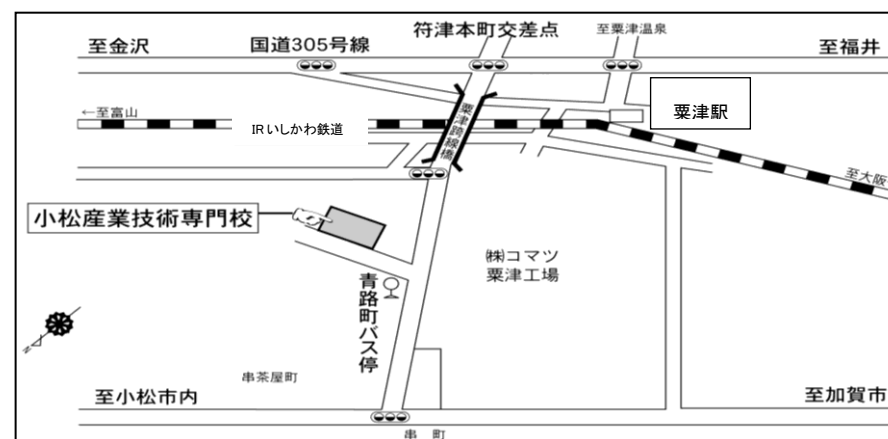 至金沢
国道305号線
符津本町交差点
至粟津温泉
至福井
←至富山
IRいしかわ鉄道
粟津跨線橋
粟津駅
至大阪
小松産業技術専門校
㈱コマツ
粟津工場
青路町バス停
N
串茶屋町
至小松市内
至加賀市
串 町